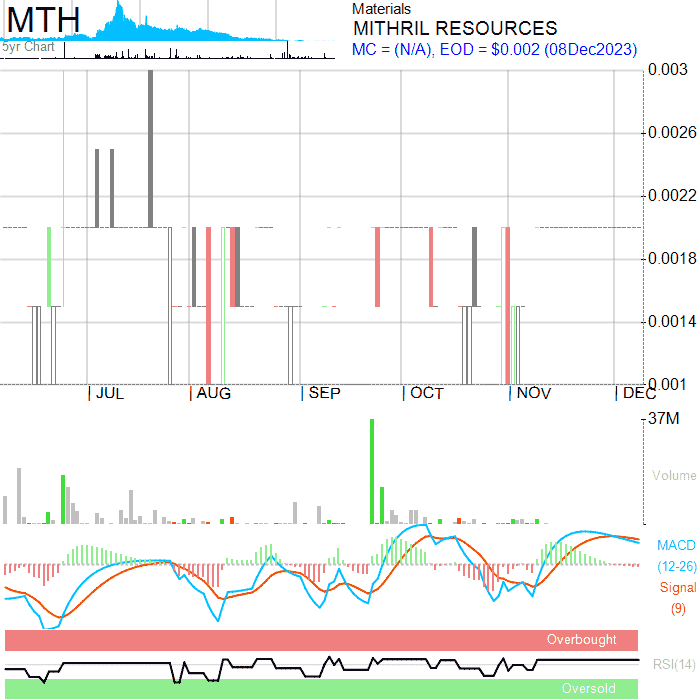 MTH
5yr Chart
Materials
MITHRIL RESOURCES
MC = (N/A), EOD = $0.002 (08Dec2023)
0.003
0.0026
0.0022
0.0018
0.0014
0.001
JUL AUG SEP OCT NOV DEC
37M
Volume
MACD
(12-26)
Signal
(9)
Overbought
RSI(14)
Oversold